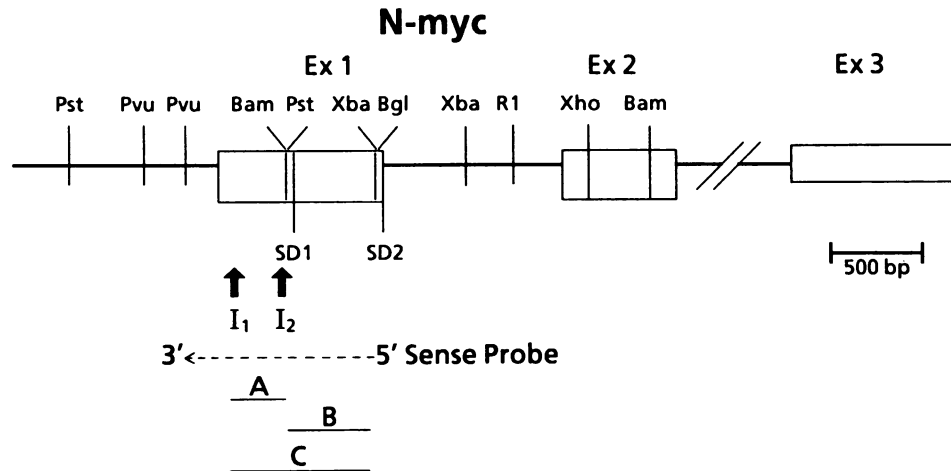 N-myc
Ex 1 Ex 2 Ex 3
Pst Pvu Pvu Bam Pst Xba Bgl Xba R1 Xho Bam
SD1 SD2
500 bp
I₁ I₂
3' 5' Sense Probe
A
B
C